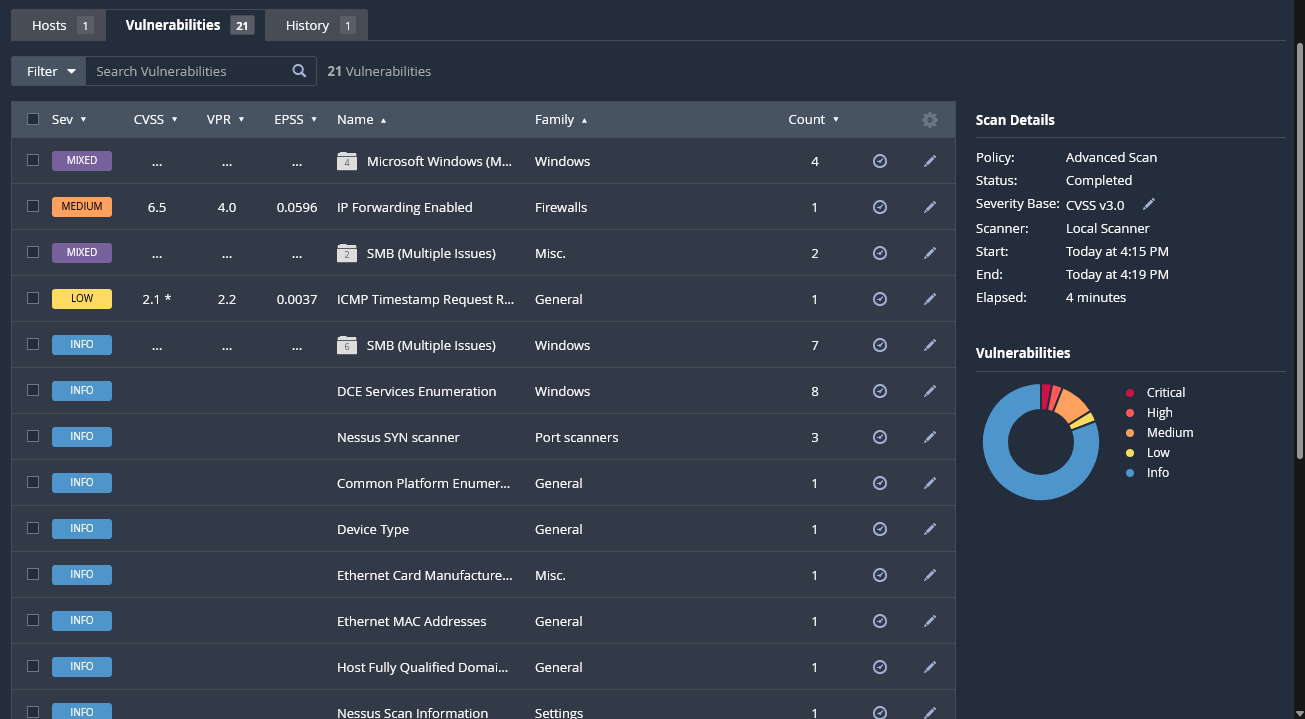 Hosts 1 Vulnerabilities 21 History 1
Filter Search Vulnerabilities 21 Vulnerabilities
Sev CVSS VPR EPSS Name Family Count
MIXED ... ... ... 4 Microsoft Windows (M... Windows 4
MEDIUM 6.5 4.0 0.0596 IP Forwarding Enabled Firewalls 1
MIXED ... ... ... 2 SMB (Multiple Issues) Misc. 2
LOW 2.1 * 2.2 0.0037 ICMP Timestamp Request R... General 1
INFO ... ... ... 6 SMB (Multiple Issues) Windows 7
INFO DCE Services Enumeration Windows 8
INFO Nessus SYN scanner Port scanners 3
INFO Common Platform Enumer... General 1
INFO Device Type General 1
INFO Ethernet Card Manufacture... Misc. 1
INFO Ethernet MAC Addresses General 1
INFO Host Fully Qualified Domai... General 1
INFO Nessus Scan Information Settings 1
Scan Details
Policy: Advanced Scan
Status: Completed
Severity Base: CVSS v3.0
Scanner: Local Scanner
Start: Today at 4:15 PM
End: Today at 4:19 PM
Elapsed: 4 minutes
Vulnerabilities
Critical
High
Medium
Low
Info